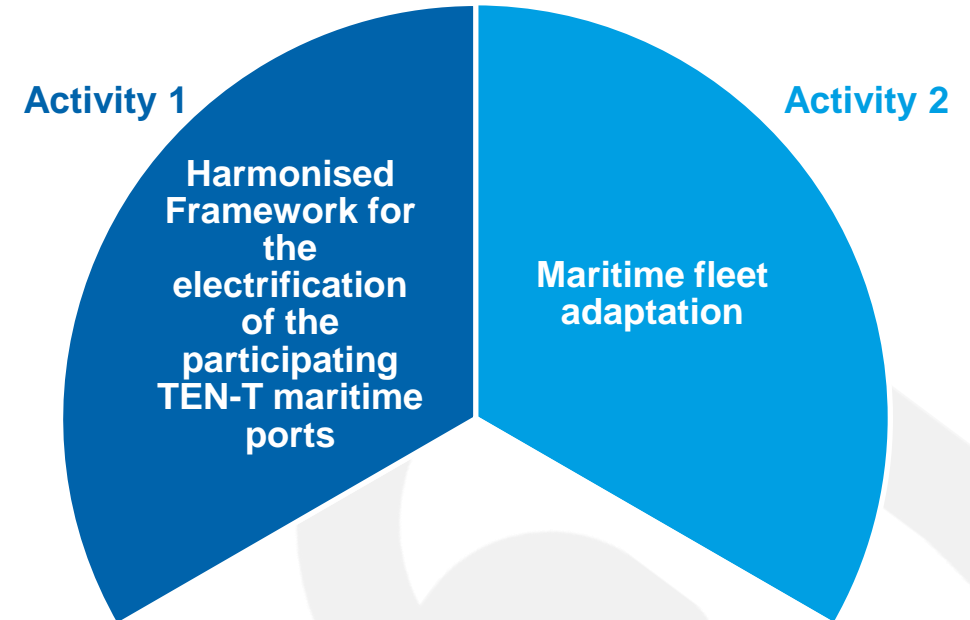 Activity 1
Harmonised
Framework for
the
electrification
of the
participating
TEN-T maritime
ports
Activity 2
Maritime fleet
adaptation